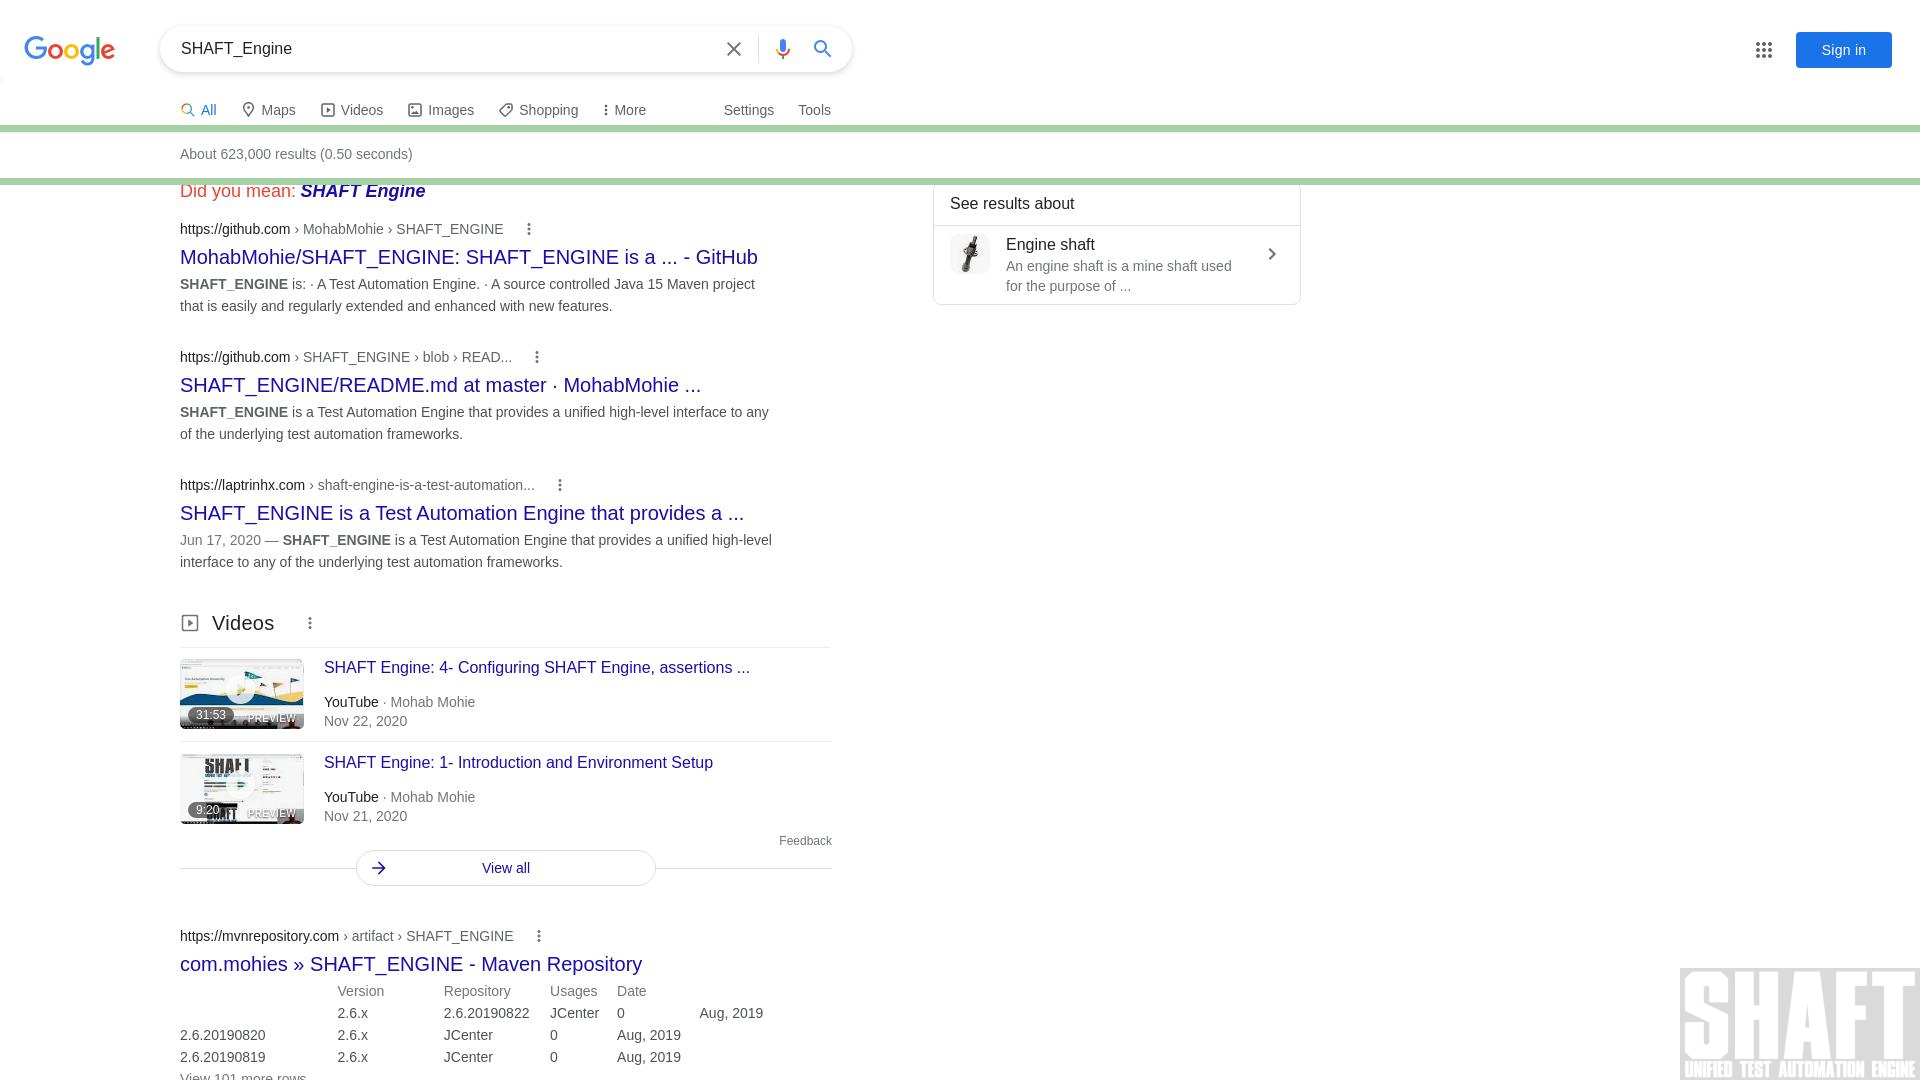 Google
SHAFT_Engine
Sign in
All
Maps
Videos
Images
Shopping
More
Settings
Tools
About 623,000 results (0.50 seconds)
Did you mean: SHAFT Engine
https://github.com › MohabMohie › SHAFT_ENGINE
MohabMohie/SHAFT_ENGINE: SHAFT_ENGINE is a ... - GitHub
SHAFT_ENGINE is: · A Test Automation Engine. · A source controlled Java 15 Maven project
that is easily and regularly extended and enhanced with new features.
See results about
Engine shaft
An engine shaft is a mine shaft used
for the purpose of ...
https://github.com › SHAFT_ENGINE › blob › READ...
SHAFT_ENGINE/README.md at master · MohabMohie ...
SHAFT_ENGINE is a Test Automation Engine that provides a unified high-level interface to any
of the underlying test automation frameworks.
https://laptrinhx.com › shaft-engine-is-a-test-automation...
SHAFT_ENGINE is a Test Automation Engine that provides a ...
Jun 17, 2020 — SHAFT_ENGINE is a Test Automation Engine that provides a unified high-level
interface to any of the underlying test automation frameworks.
Videos
31:53
PREVIEW
SHAFT Engine: 4- Configuring SHAFT Engine, assertions ...
YouTube · Mohab Mohie
Nov 22, 2020
SHAFT
9:20
PREVIEW
SHAFT Engine: 1- Introduction and Environment Setup
YouTube · Mohab Mohie
Nov 21, 2020
Feedback
View all
https://mvnrepository.com › artifact › SHAFT_ENGINE
com.mohies » SHAFT_ENGINE - Maven Repository
Version Repository Usages Date
2.6.x 2.6.20190822 JCenter 0 Aug, 2019
2.6.20190820 2.6.x JCenter 0 Aug, 2019
2.6.20190819 2.6.x JCenter 0 Aug, 2019
View 101 more rows
SHAFT
UNIFIED TEST AUTOMATION ENGINE